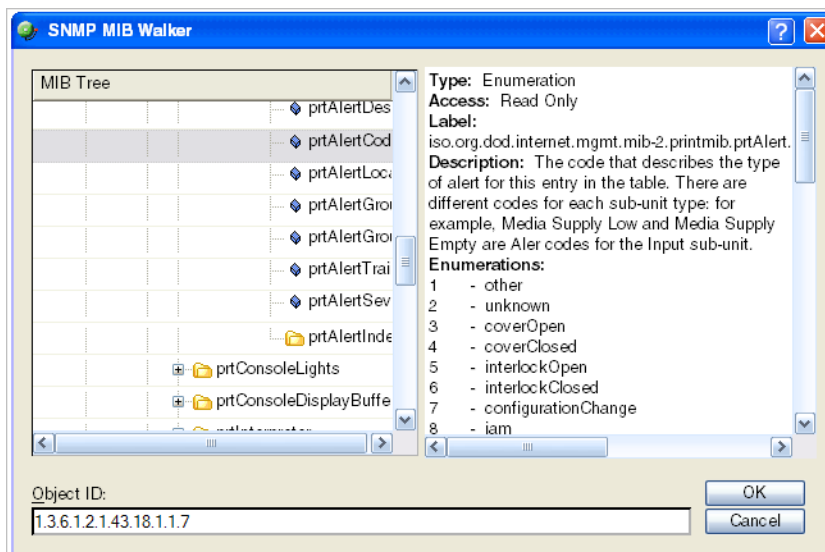 SNMP MIB Walker
MIB Tree
prtAlertDes
prtAlertCod
prtAlertLoca
prtAlertGrou
prtAlertGrou
prtAlertTrai
prtAlertSev
prtAlertInde
prtConsoleLights
prtConsoleDisplayBuffe
Type: Enumeration
Access: Read Only
Label:
iso.org.dod.internet.mgmt.mib-2.printmib.prtAlert.
Description: The code that describes the type
of alert for this entry in the table. There are
different codes for each sub-unit type: for
example, Media Supply Low and Media Supply
Empty are Aler codes for the Input sub-unit.
Enumerations:
1 - other
2 - unknown
3 - coverOpen
4 - coverClosed
5 - interlockOpen
6 - interlockClosed
7 - configurationChange
8 - jam
Object ID:
1.3.6.1.2.1.43.18.1.1.7
OK
Cancel